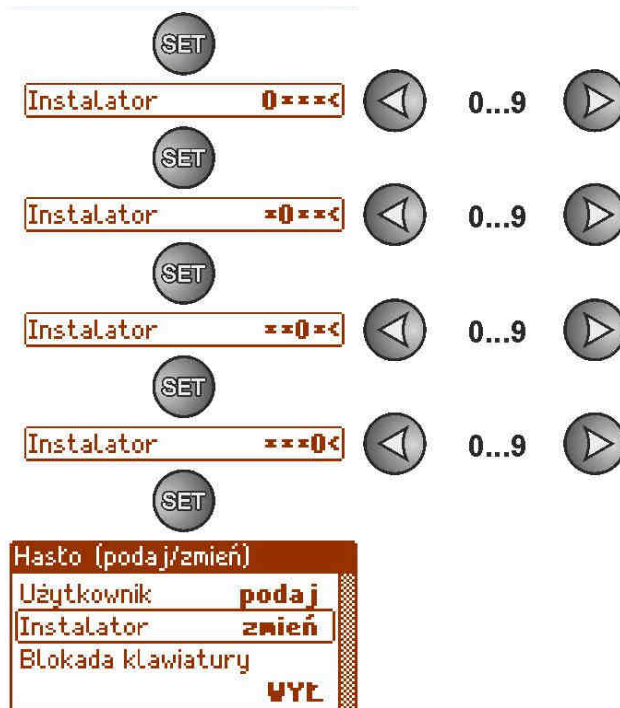 SET
Instalator 0***< 0...9
SET
Instalator *0**< 0...9
SET
Instalator **0*< 0...9
SET
Instalator ***0< 0...9
SET
Hasło (podaj/zmień)
Użytkownik podaj
Instalator zmień
Blokada klawiatury
WYŁ